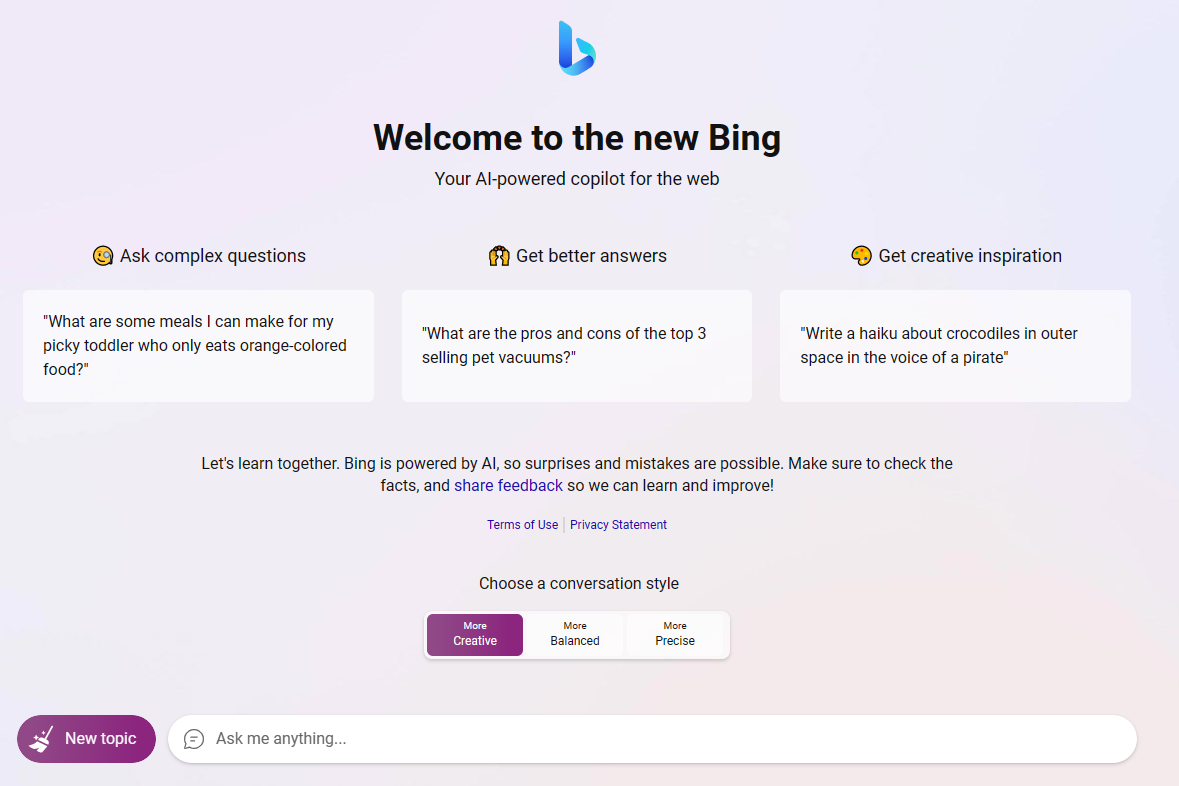 Welcome to the new Bing
Your AI-powered copilot for the web
Ask complex questions
"What are some meals I can make for my
picky toddler who only eats orange-colored
food?"
Get better answers
"What are the pros and cons of the top 3
selling pet vacuums?"
Get creative inspiration
"Write a haiku about crocodiles in outer
space in the voice of a pirate"
Let's learn together. Bing is powered by AI, so surprises and mistakes are possible. Make sure to check the
facts, and share feedback so we can learn and improve!
Terms of Use | Privacy Statement
Choose a conversation style
More
Creative
More
Balanced
More
Precise
New topic
Ask me anything...